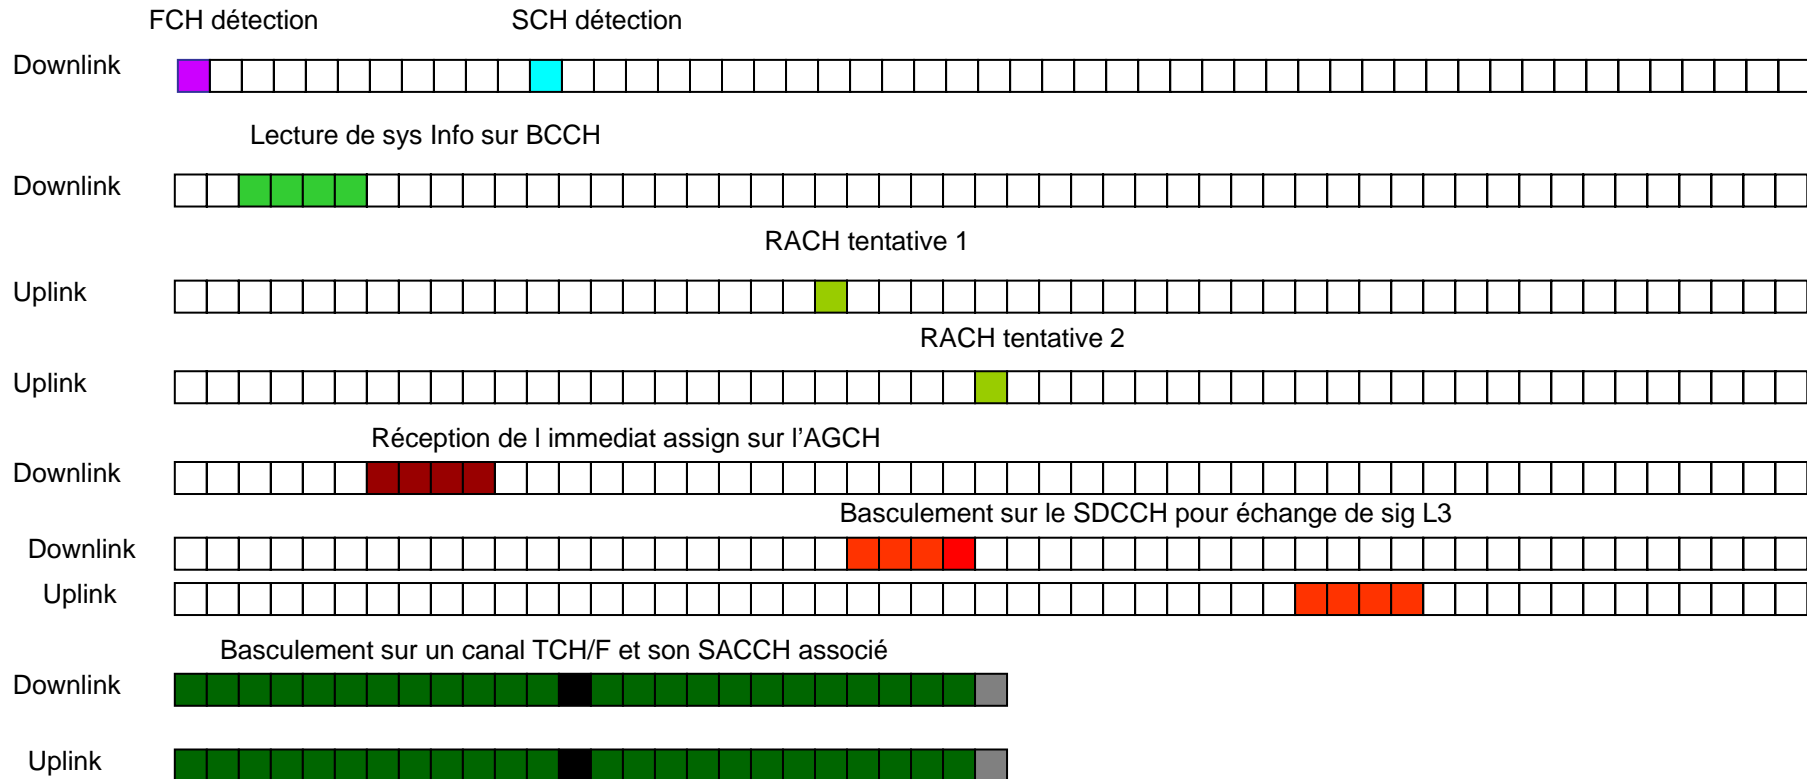 FCH détection
SCH détection
Downlink
Lecture de sys Info sur BCCH
Downlink
RACH tentative 1
Uplink
RACH tentative 2
Uplink
Réception de l immediat assign sur l’AGCH
Downlink
Basculement sur le SDCCH pour échange de sig L3
Downlink
Uplink
Basculement sur un canal TCH/F et son SACCH associé
Downlink
Uplink